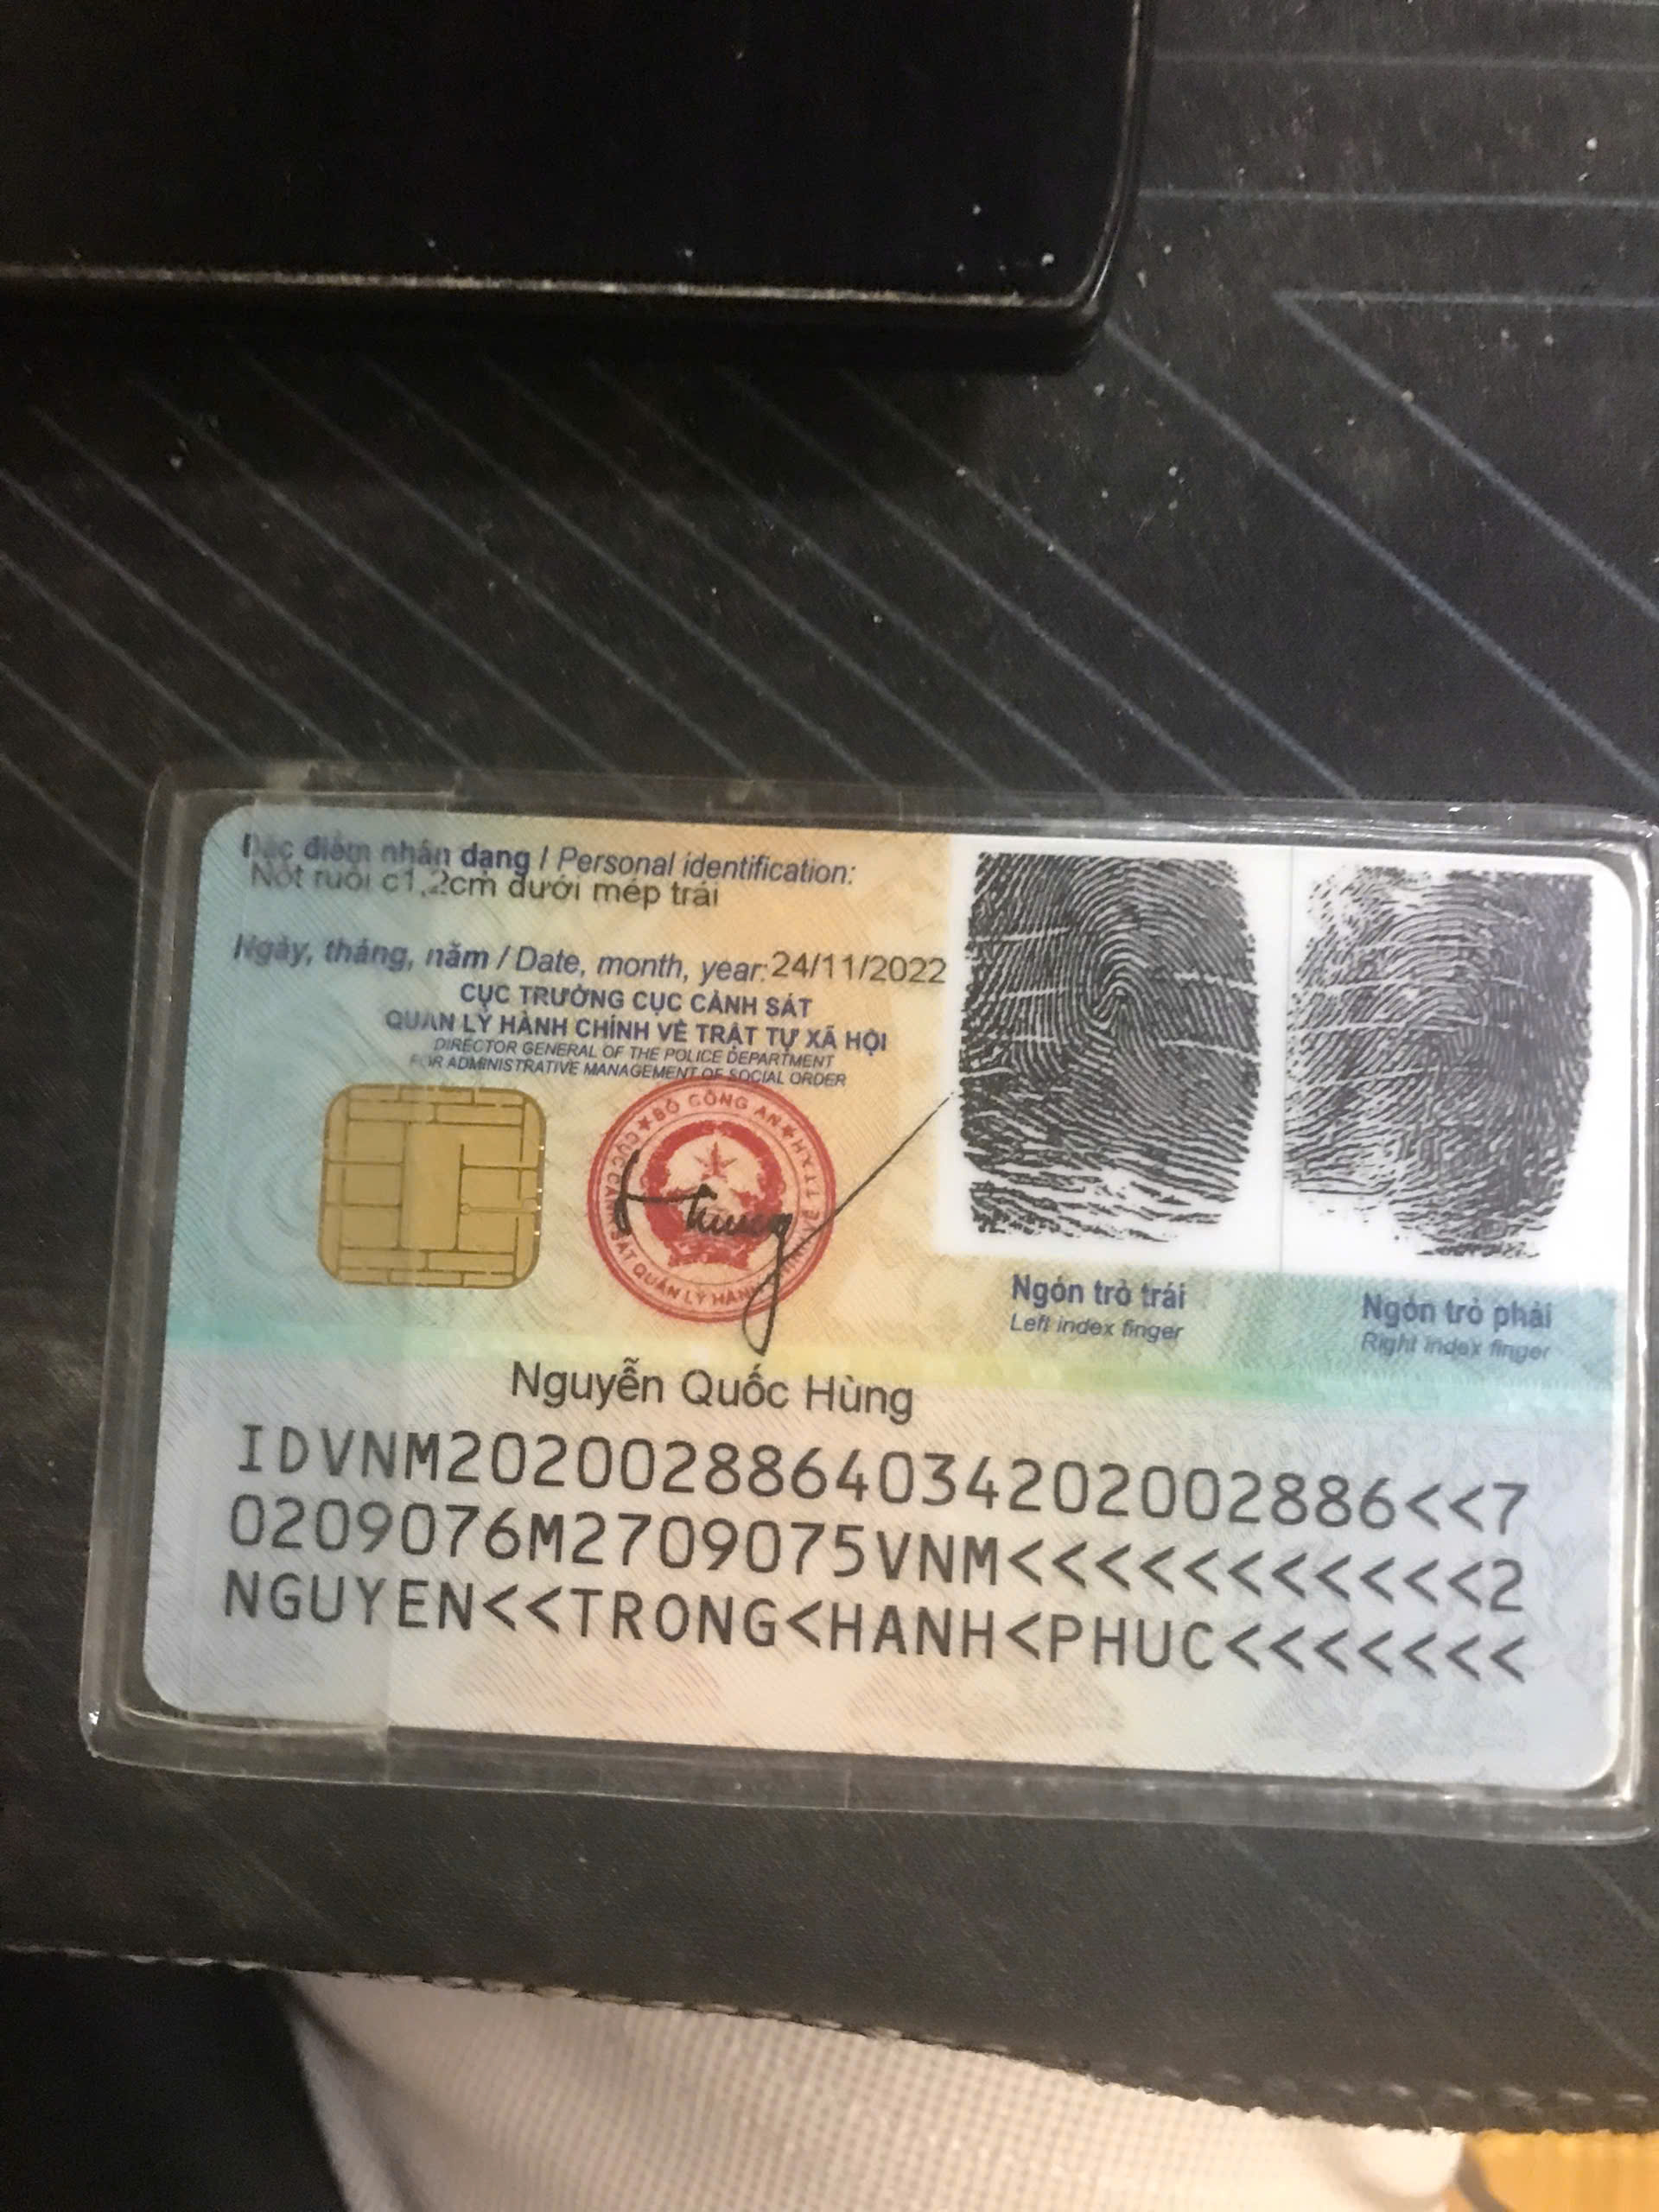 Đặc điểm nhân dạng / Personal identification:
Nốt ruồi c1,2cm dưới mép trái
Ngày, tháng, năm / Date, month, year: 24/11/2022
CỤC TRƯỞNG CỤC CẢNH SÁT
QUẢN LÝ HÀNH CHÍNH VỀ TRẬT TỰ XÃ HỘI
DIRECTOR GENERAL OF THE POLICE DEPARTMENT
FOR ADMINISTRATIVE MANAGEMENT OF SOCIAL ORDER
BỘ CÔNG AN
CỤC CẢNH SÁT QUẢN LÝ HÀNH CHÍNH VỀ TTXH
Hùng
Ngón trỏ trái
Left index finger
Ngón trỏ phải
Right index finger
Nguyễn Quốc Hùng
IDVNM2020028864034202002886<<7
0209076M2709075VNM<<<<<<<<<<<2
NGUYEN<<TRONG<HANH<PHUC<<<<<<<